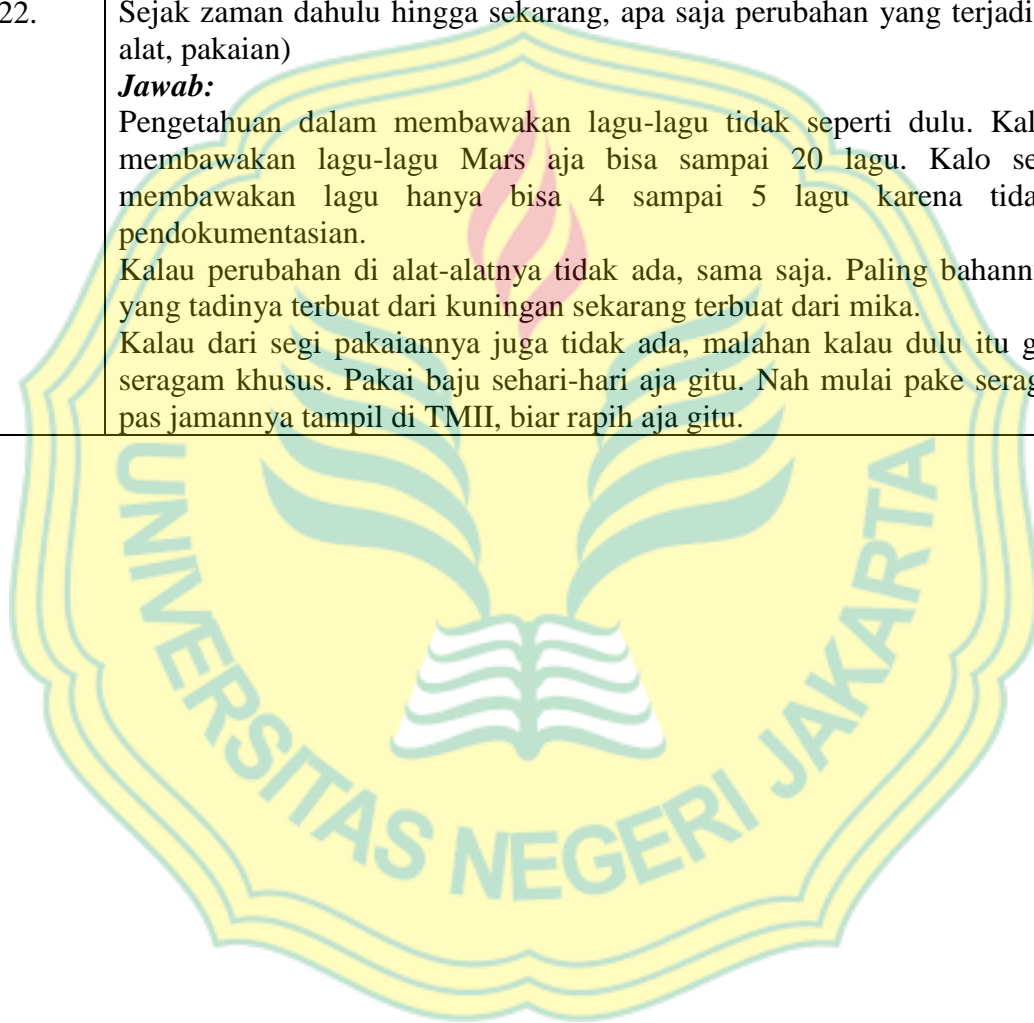 22.
Sejak zaman dahulu hingga sekarang, apa saja perubahan yang terjadi
alat, pakaian)
Jawab:
Pengetahuan dalam membawakan lagu-lagu tidak seperti dulu.
membawakan lagu-lagu Mars aja bisa sampai 20 lagu. Kalo
membawakan lagu hanya bisa 4 sampai 5 lagu karena
pendokumentasian.
Kalau perubahan di alat-alatnya tidak ada, sama saja. Paling
yang tadinya terbuat dari kuningan sekarang terbuat dari mika.
Kalau dari segi pakaiannya juga tidak ada, malahan kalau dulu itu
seragam khusus. Pakai baju sehari-hari aja gitu. Nah mulai pake
pas jamannya tampil di TMII, biar rapih aja gitu.
UNIVERSITAS NEGERI JAKARTA